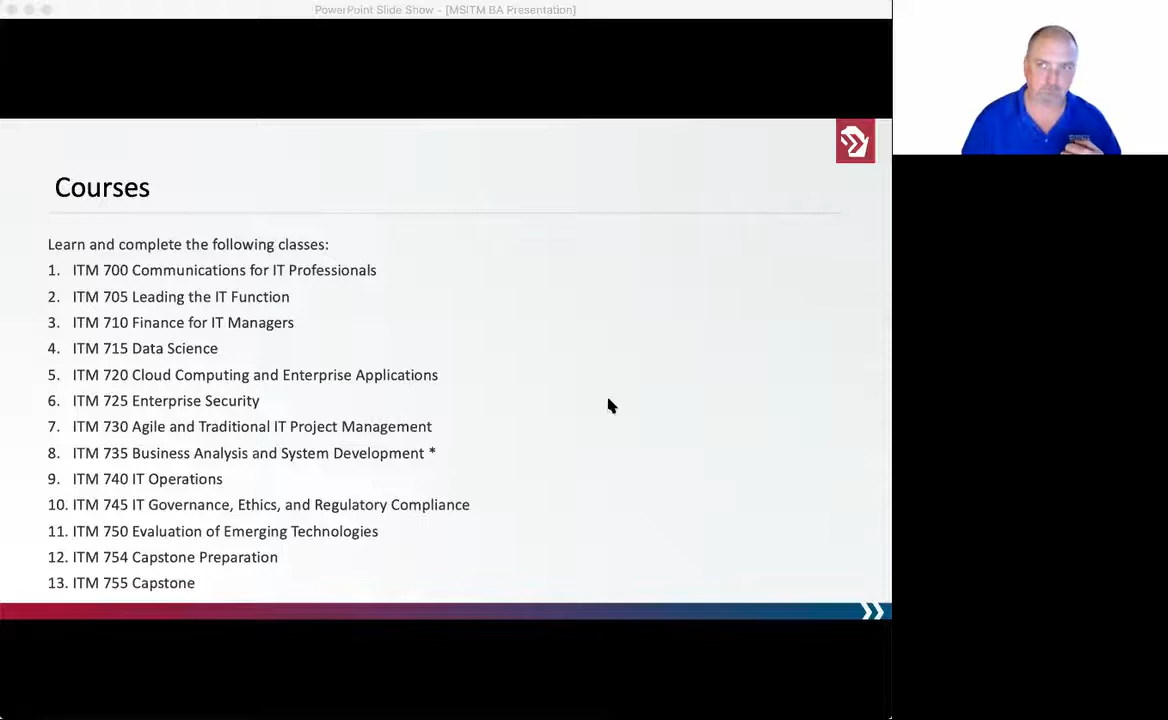 PowerPoint Slide Show - [MSITM BA Presentation]
Courses
Learn and complete the following classes:
1. ITM 700 Communications for IT Professionals
2. ITM 705 Leading the IT Function
3. ITM 710 Finance for IT Managers
4. ITM 715 Data Science
5. ITM 720 Cloud Computing and Enterprise Applications
6. ITM 725 Enterprise Security
7. ITM 730 Agile and Traditional IT Project Management
8. ITM 735 Business Analysis and System Development *
9. ITM 740 IT Operations
10. ITM 745 IT Governance, Ethics, and Regulatory Compliance
11. ITM 750 Evaluation of Emerging Technologies
12. ITM 754 Capstone Preparation
13. ITM 755 Capstone